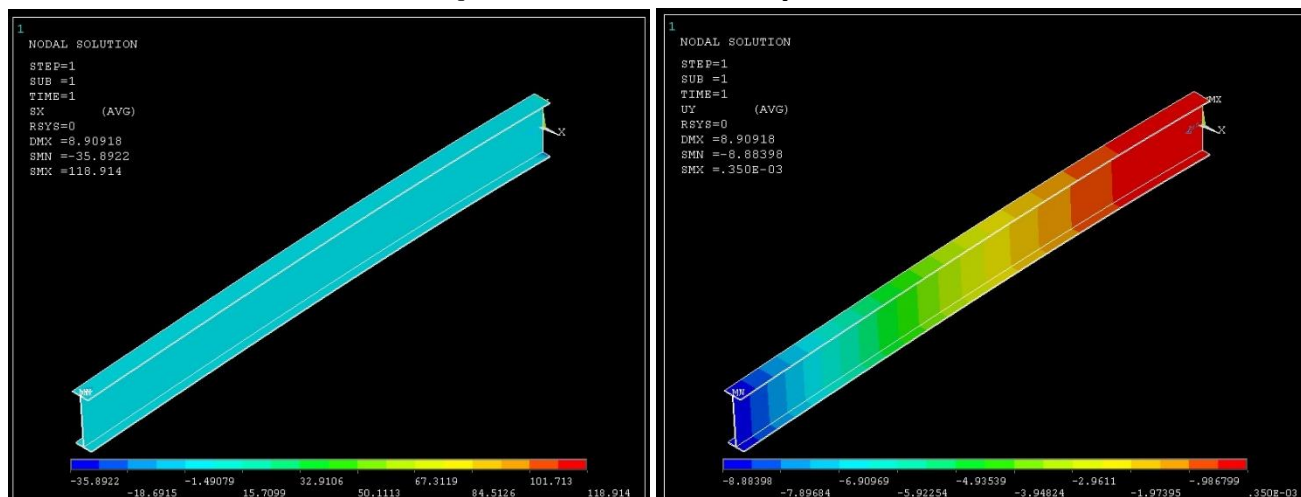 1
NODAL SOLUTION
STEP=1
SUB =1
TIME=1
SX (AVG)
RSYS=0
DMX=8.90918
SMN=-35.8922
SMX=118.914
X
-35.8922 -1.49079 32.9106 67.3119 101.713
-18.6915 15.7099 50.1113 84.5126 118.914
1
NODAL SOLUTION
STEP=1
SUB =1
TIME=1
UY (AVG)
RSYS=0
DMX=8.90918
SMN=-8.88398
SMX=.350E-03
MX
X
MN
-8.88398 -6.90969 -4.93539 -2.9611 -.986799
-7.89684 -5.92254 -3.94824 -1.97395 .350E-03